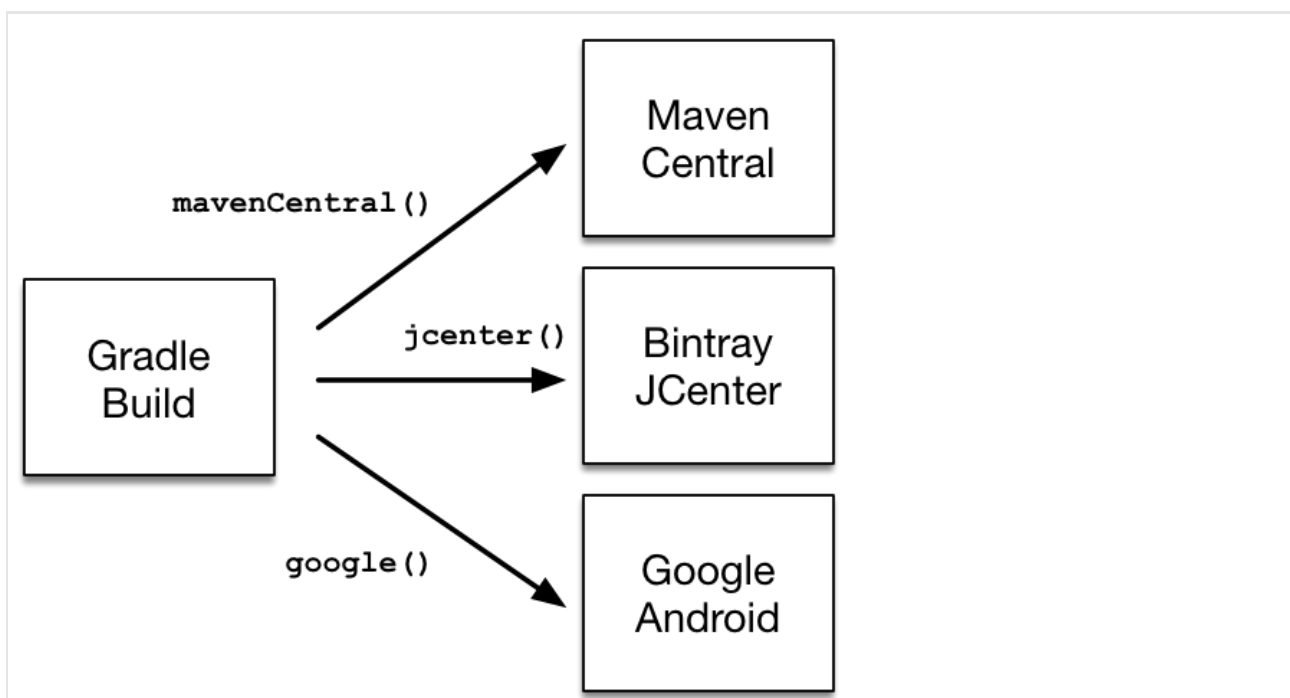 Maven
Central
mavenCentral()
jcenter()
Gradle
Build
Bintray
JCenter
google()
Google
Android